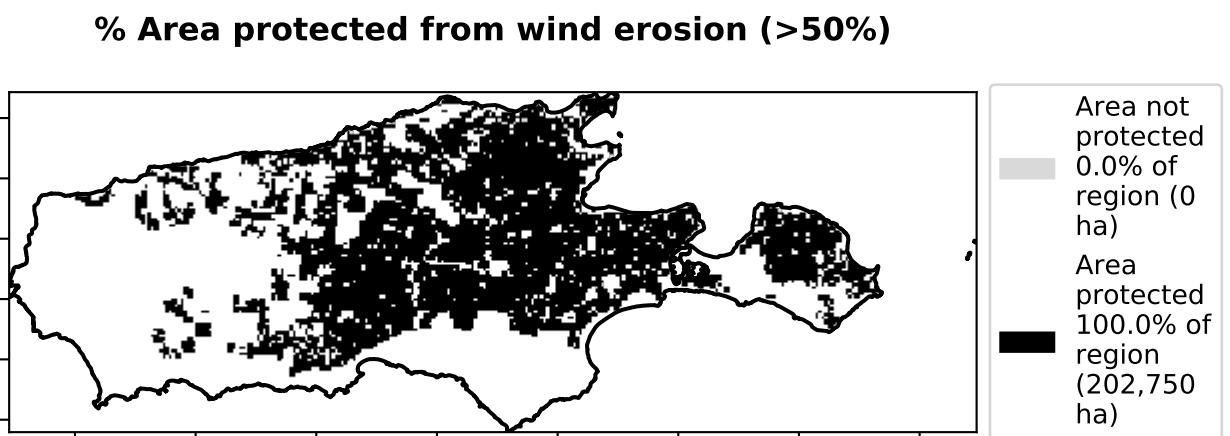 % Area protected from wind erosion (>50%)
Area not
protected
0.0% of
region (0
ha)
Area
protected
100.0% of
region
(202,750
ha)